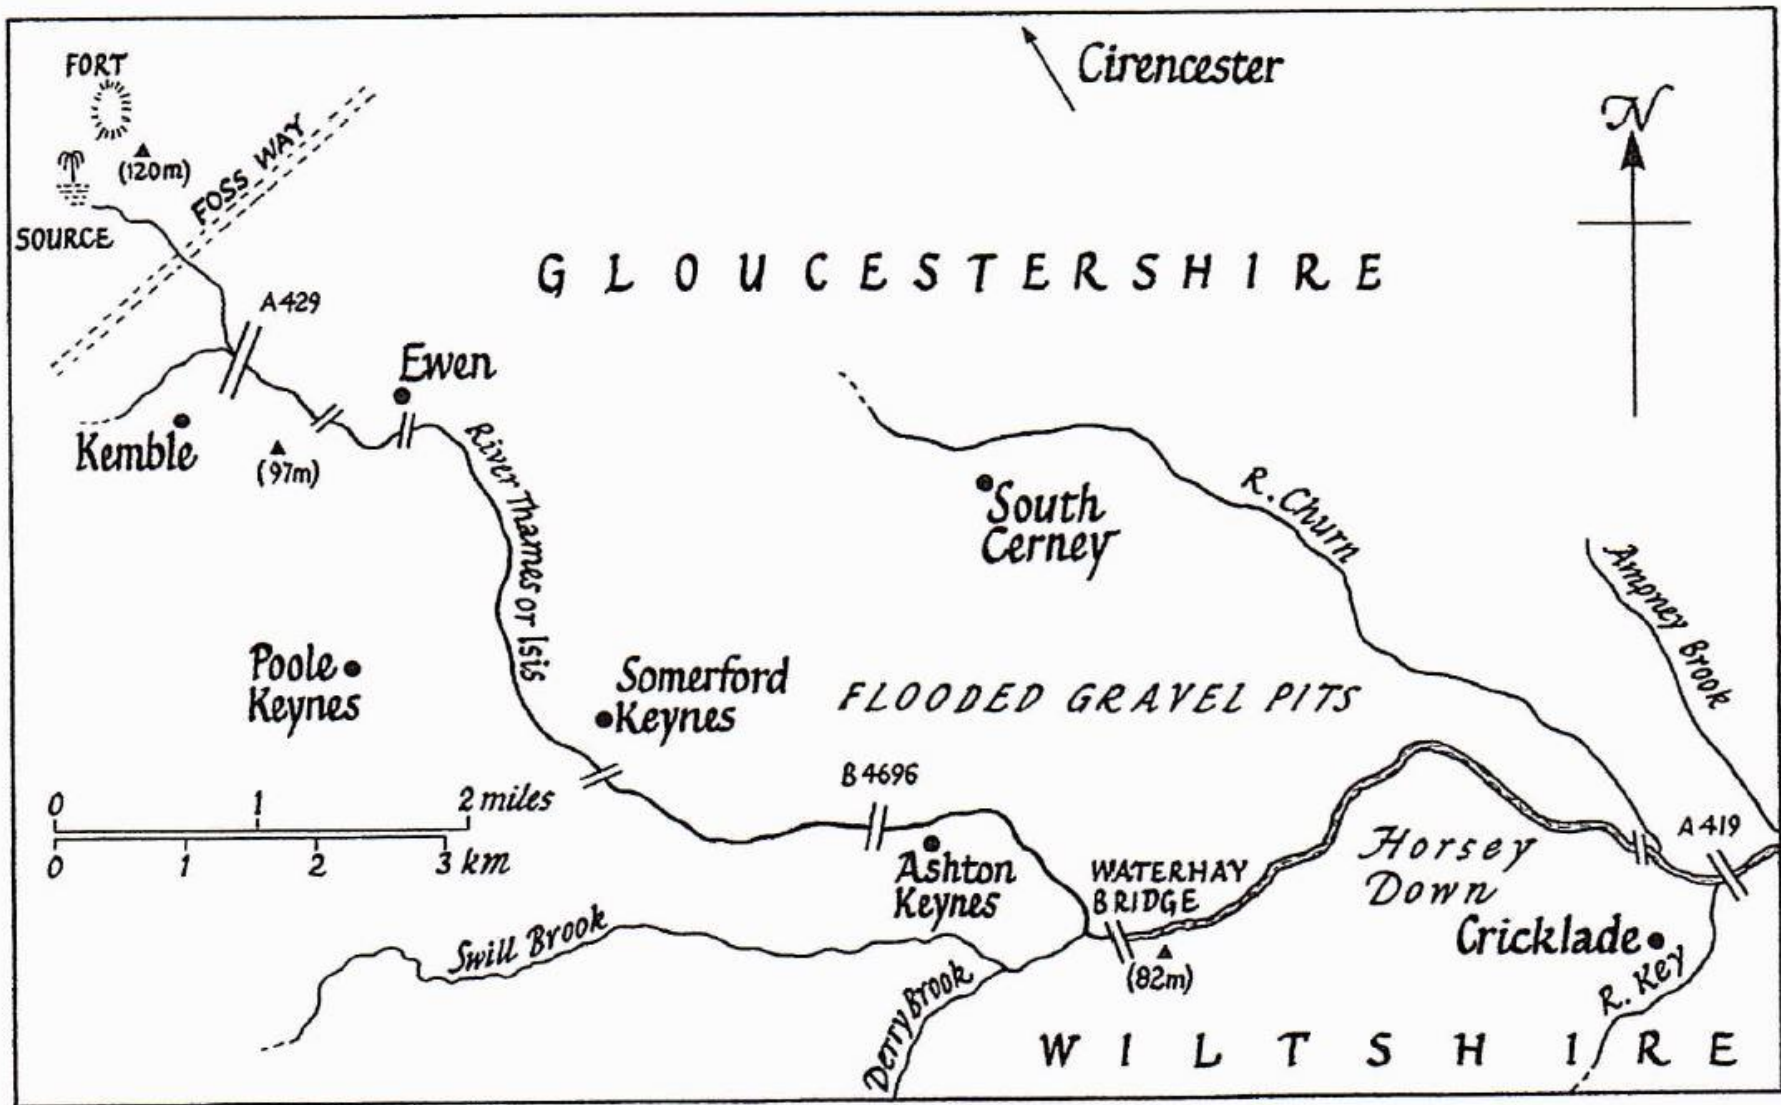 FORT
Cirencester
N
(120m)
FOSS WAY
SOURCE
GLOUCESTERSHIRE
A429
Ewen
Kemble
(97m)
River Thames or Isis
South
Cerney
R. Churn
Ampney Brook
Poole
Keynes
Somerford
Keynes
FLOODED GRAVEL PITS
B4696
0 1 2 miles
0 1 2 3 km
A419
Horsey
Down
Ashton
Keynes
WATERHAY
BRIDGE
Cricklade
Swill Brook
(82m)
R. Key
Derry Brook
WILTSHIRE